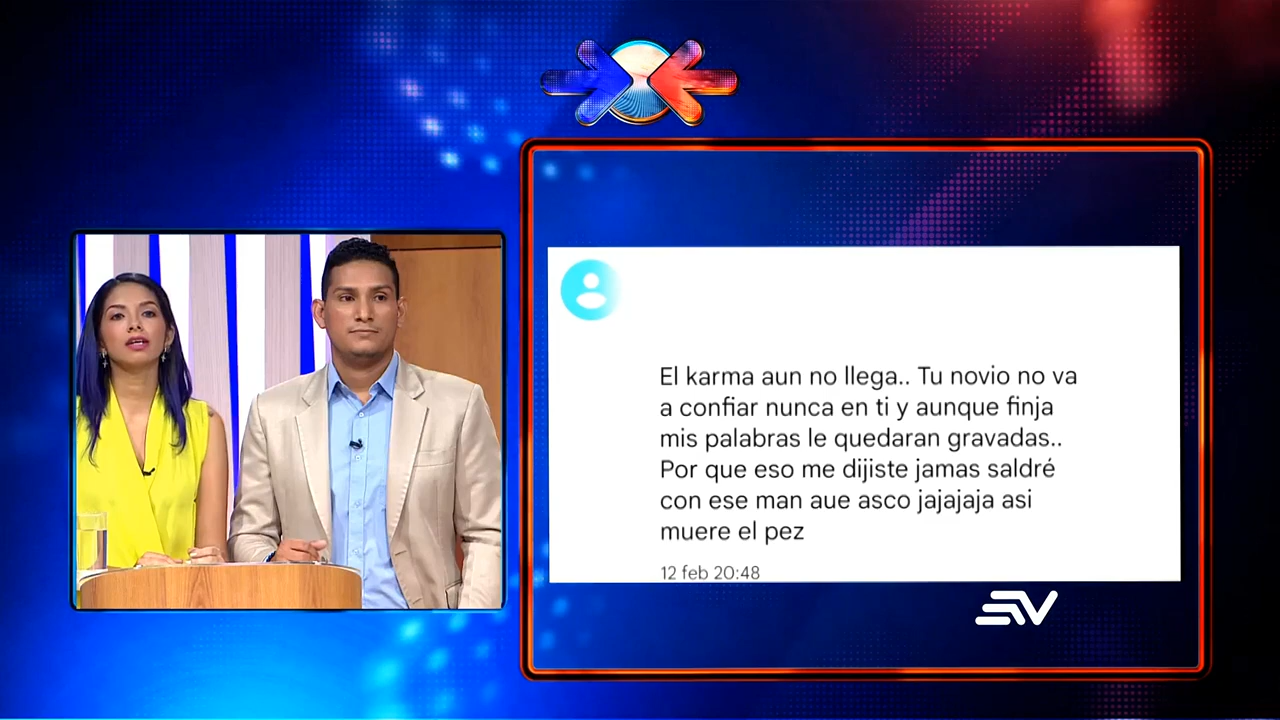 El karma aun no llega.. Tu novio no va
a confiar nunca en ti y aunque finja
mis palabras le quedaran gravadas..
Por que eso me dijiste jamas saldré
con ese man aue asco jajajaja asi
muere el pez
12 feb 20:48